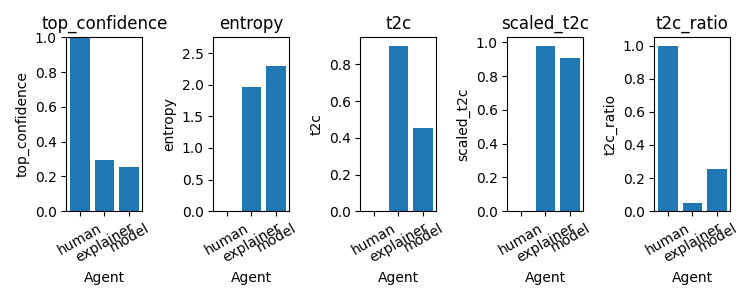 top_confidence
entropy
t2c
scaled_t2c
t2c_ratio
top_confidence
1.0
0.8
0.6
0.4
0.2
0.0
human
explainer
model
Agent
entropy
2.5
2.0
1.5
1.0
0.5
0.0
human
explainer
model
Agent
t2c
0.8
0.6
0.4
0.2
0.0
human
explainer
model
Agent
scaled_t2c
1.0
0.8
0.6
0.4
0.2
0.0
human
explainer
model
Agent
t2c_ratio
1.0
0.8
0.6
0.4
0.2
0.0
human
explainer
model
Agent